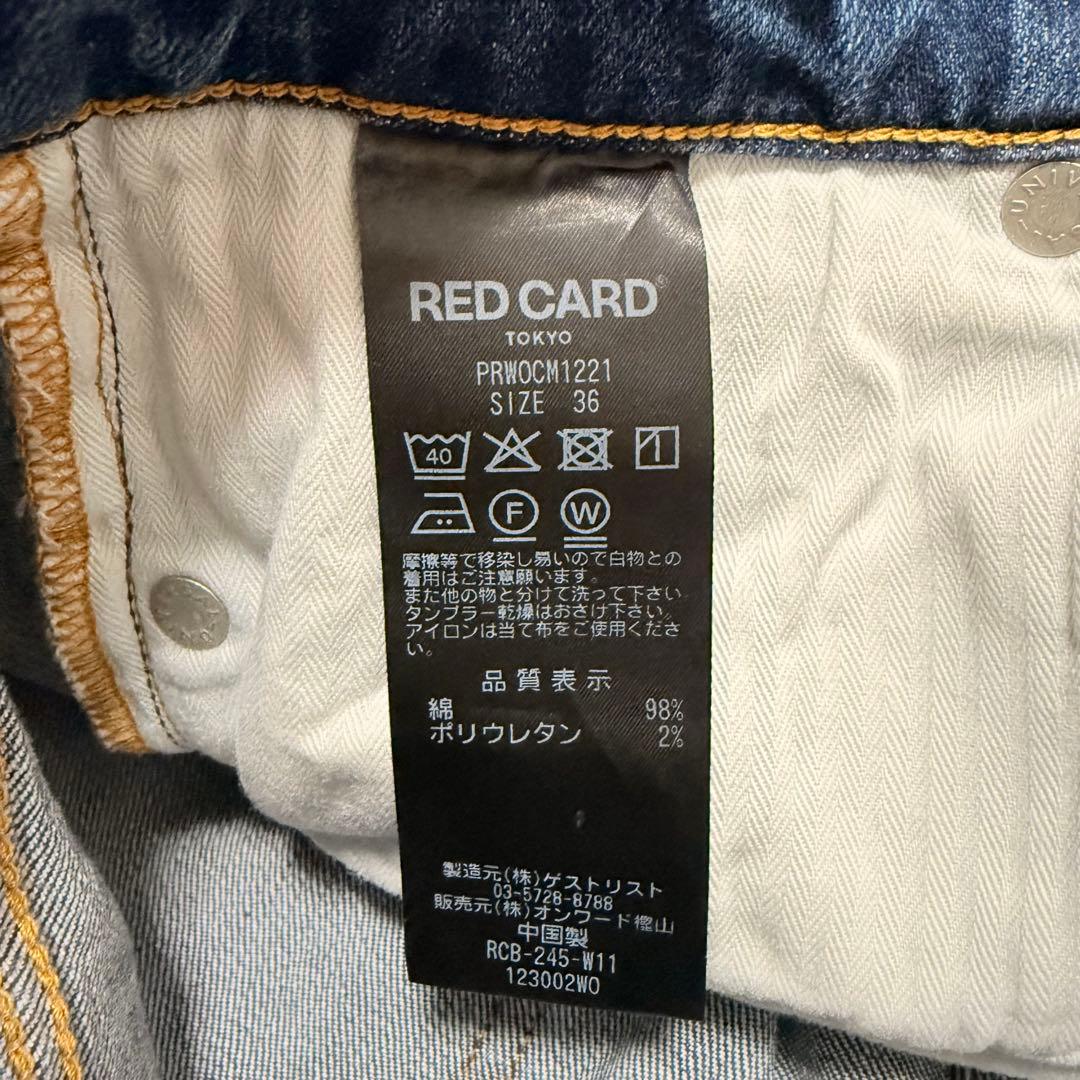 RED CARD®
TOKYO
PRWOCM1221
SIZE 36
40
F W
摩擦等で移染し易いので白物との
着用はご注意願います。
また他の物と分けて洗って下さい
タンブラー乾燥はおさけ下さい。
アイロンは当て布をご使用くださ
い。
品質表示
綿 98%
ポリウレタン 2%
製造元(株)ゲストリスト
03-5728-8788
販売元(株)オンワード樫山
中国製
RCB-245-W11
123002WO
UNIV